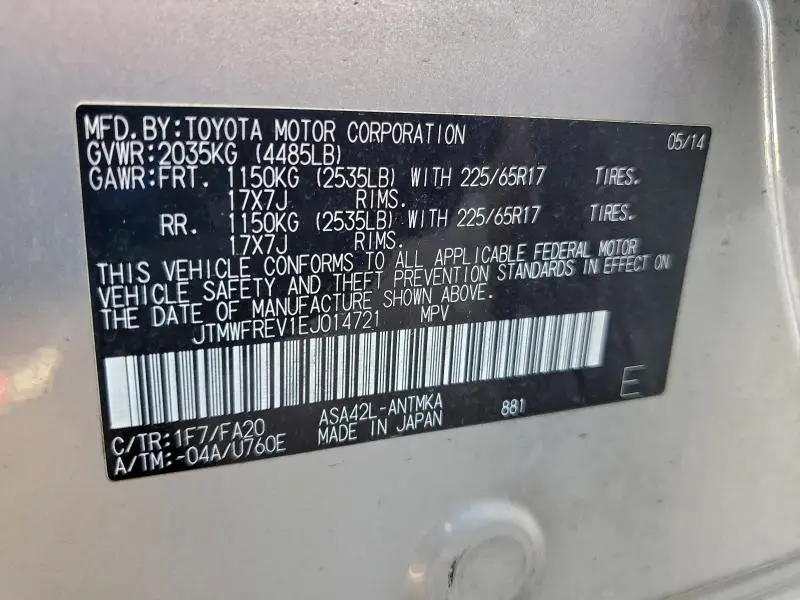 MFD. BY: TOYOTA MOTOR CORPORATION 05/14
GVWR: 2035KG (4485LB)
GAWR: FRT. 1150KG (2535LB) WITH 225/65R17 TIRES.
17X7J RIMS.
RR. 1150KG (2535LB) WITH 225/65R17 TIRES.
17X7J RIMS.
THIS VEHICLE CONFORMS TO ALL APPLICABLE FEDERAL MOTOR
VEHICLE SAFETY AND THEFT PREVENTION STANDARDS IN EFFECT ON
THE DATE OF MANUFACTURE SHOWN ABOVE.
JTMWFREV1EJ014721 MPV
C/TR: 1F7/FA20 ASA42L-ANTMKA 881 E
A/TM: -04A/U760E MADE IN JAPAN